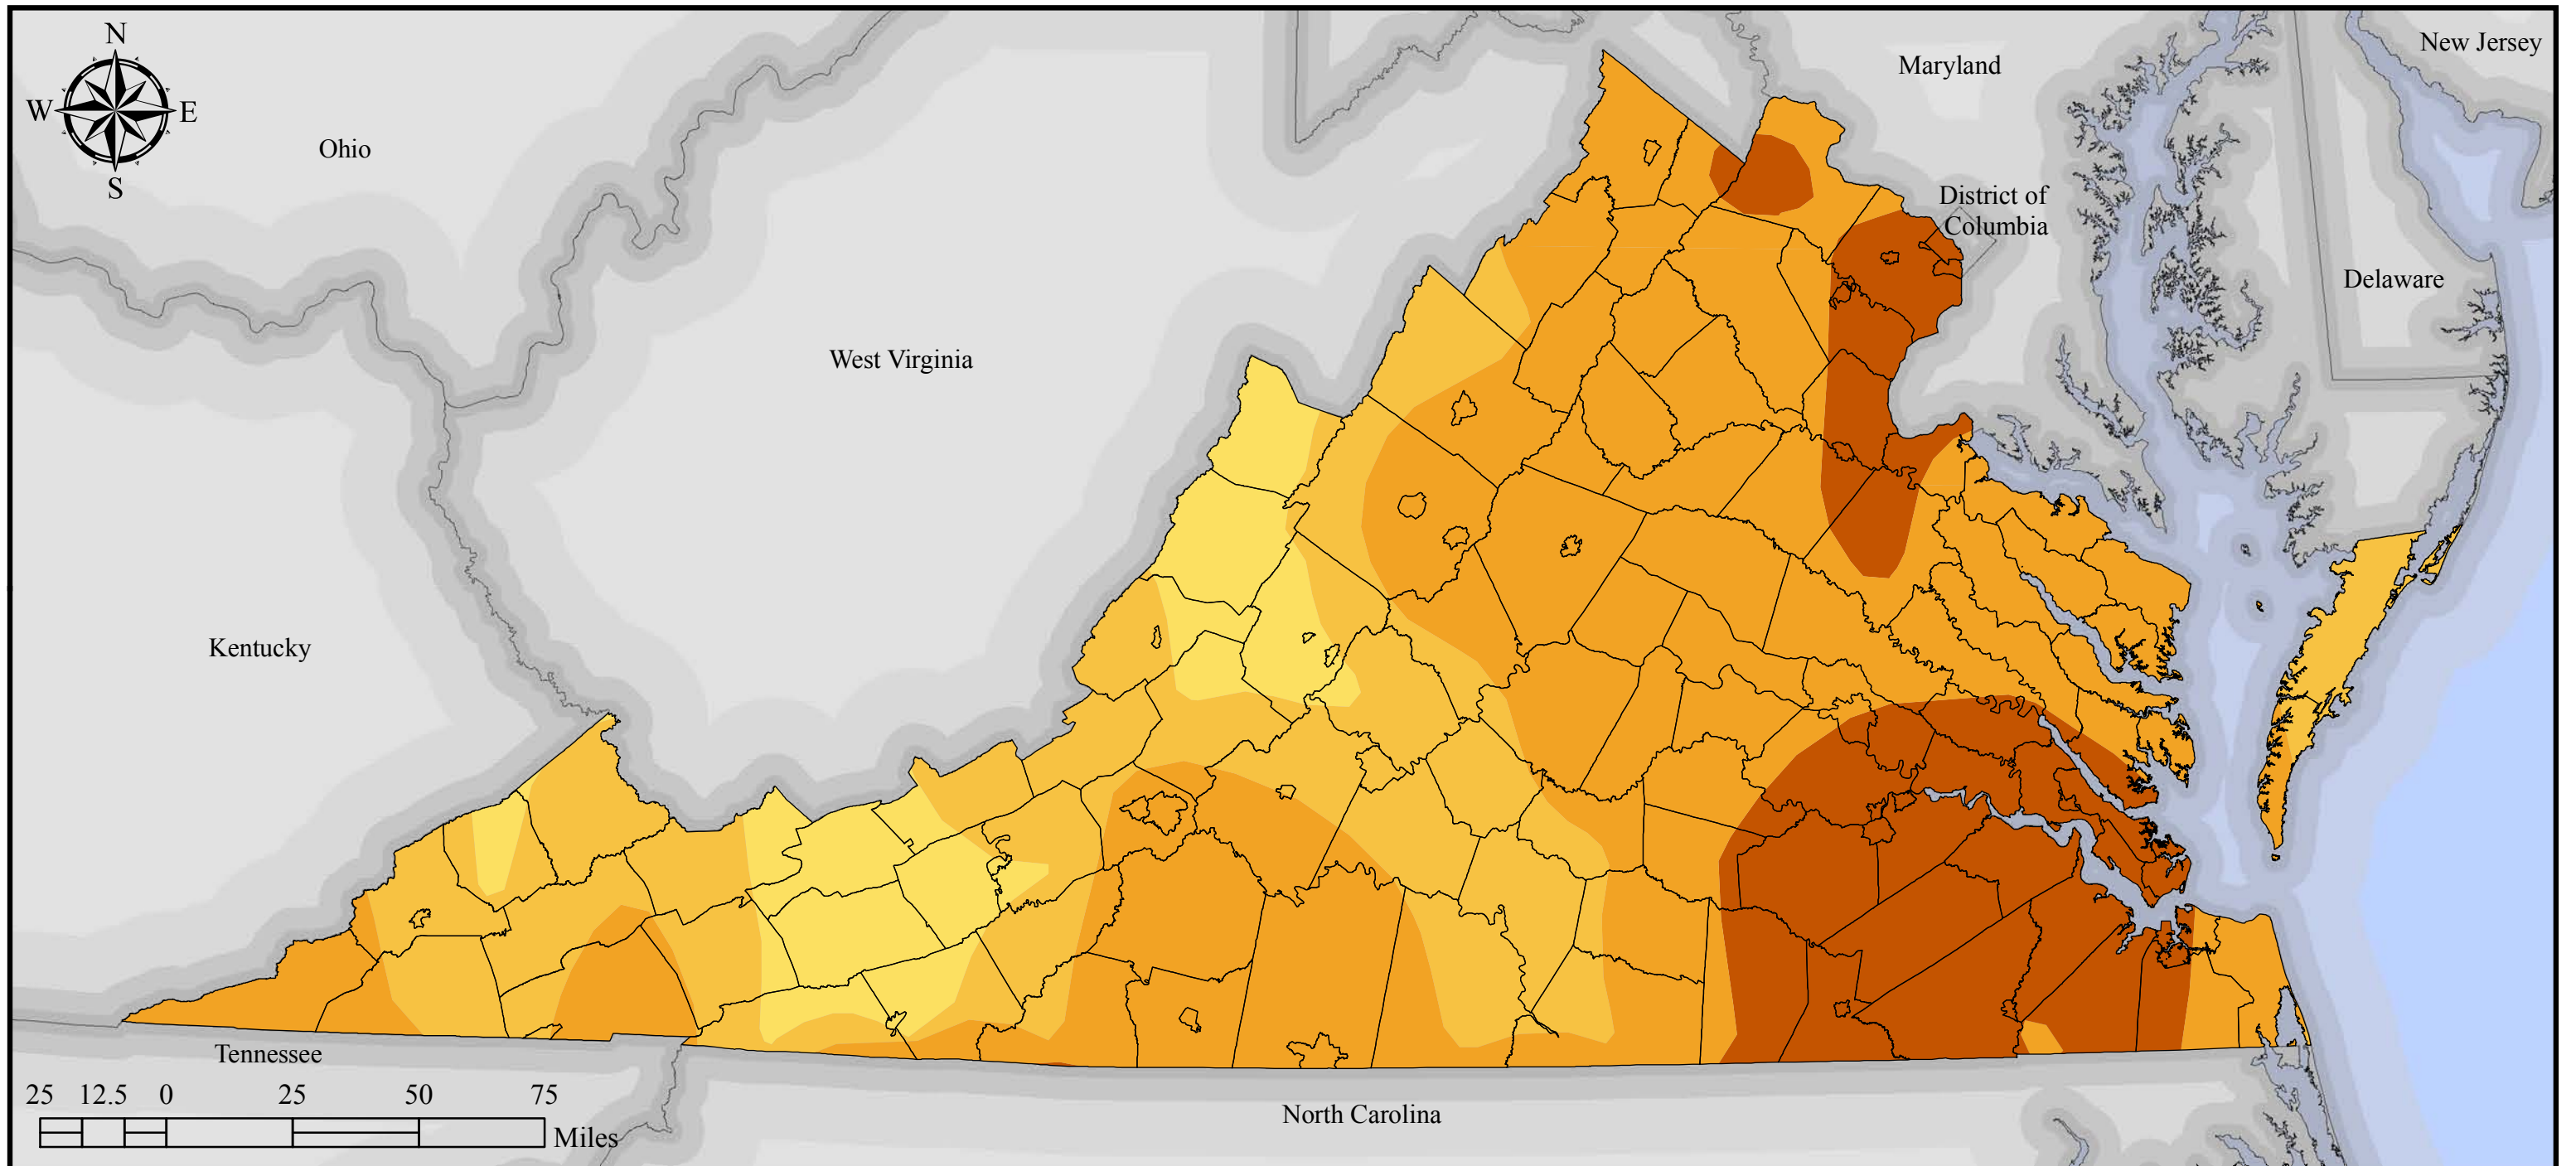 N
New Jersey
Maryland
W
E
Ohio
S
District of
Columbia
Delaware
West Virginia
Kentucky
Tennessee
25 12.5 0 25 50 75
Miles
North Carolina